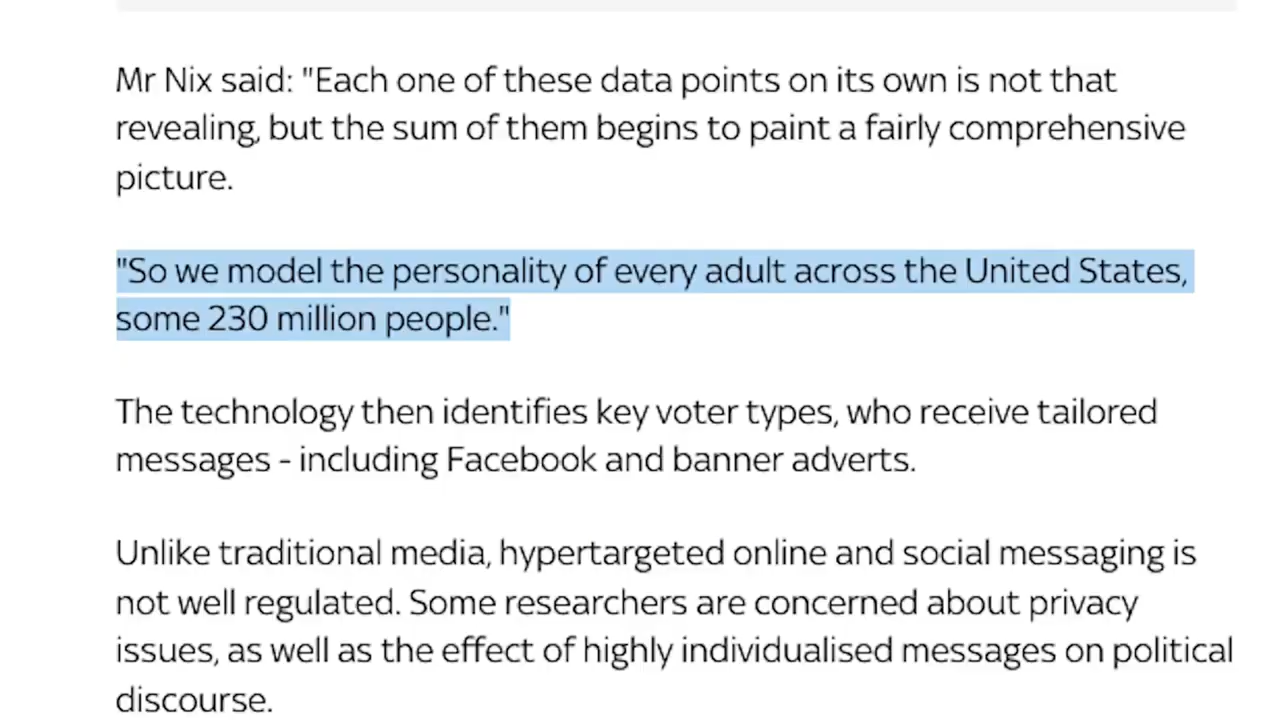 Mr Nix said: "Each one of these data points on its own is not that
revealing, but the sum of them begins to paint a fairly comprehensive
picture.
"So we model the personality of every adult across the United States,
some 230 million people."
The technology then identifies key voter types, who receive tailored
messages - including Facebook and banner adverts.
Unlike traditional media, hypertargeted online and social messaging is
not well regulated. Some researchers are concerned about privacy
issues, as well as the effect of highly individualised messages on political
discourse.